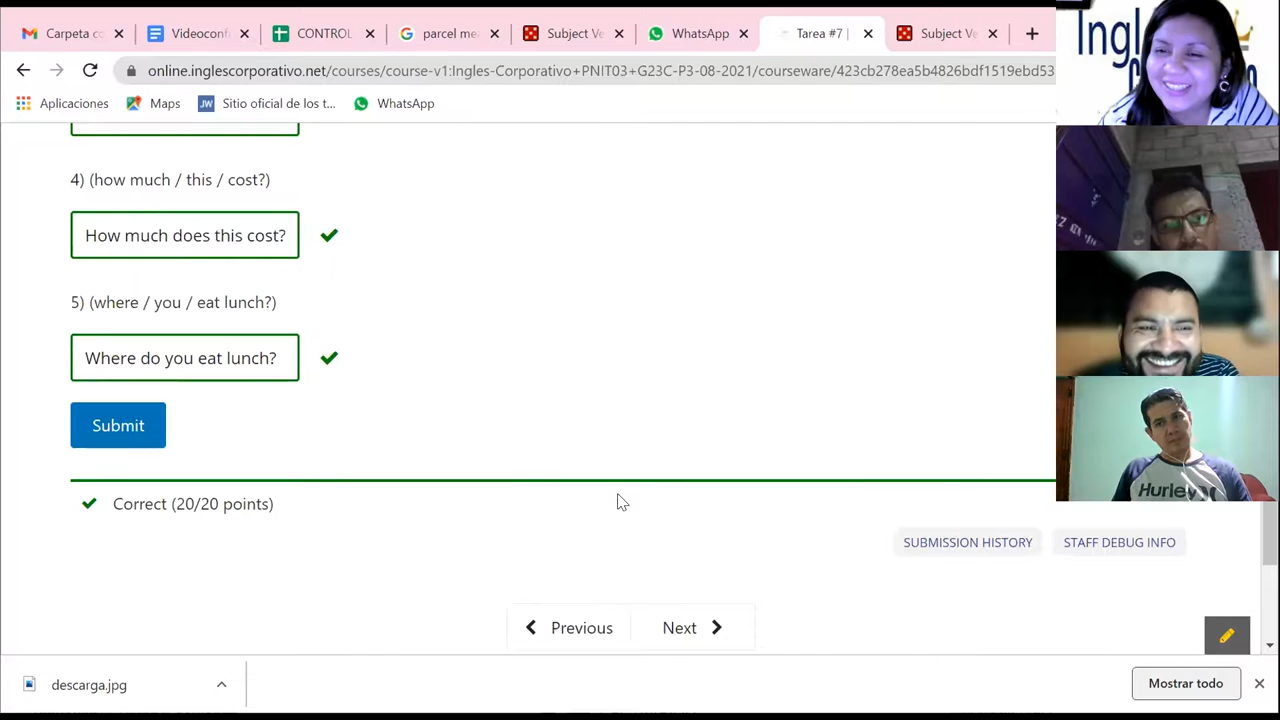 Carpeta co
Videoconf
CONTROL
parcel mea
Subject Ve
WhatsApp
Tarea #7 |
Subject Ve
online.inglescorporativo.net/courses/course-v1:Ingles-Corporativo+PNIT03+G23C-P3-08-2021/courseware/423cb278ea5b4826bdf1519ebd53
Aplicaciones
Maps
JW
Sitio oficial de los t...
WhatsApp
4) (how much / this / cost?)
How much does this cost?
5) (where / you / eat lunch?)
Where do you eat lunch?
Submit
Correct (20/20 points)
SUBMISSION HISTORY
STAFF DEBUG INFO
Previous
Next
descarga.jpg
Mostrar todo
Hurley